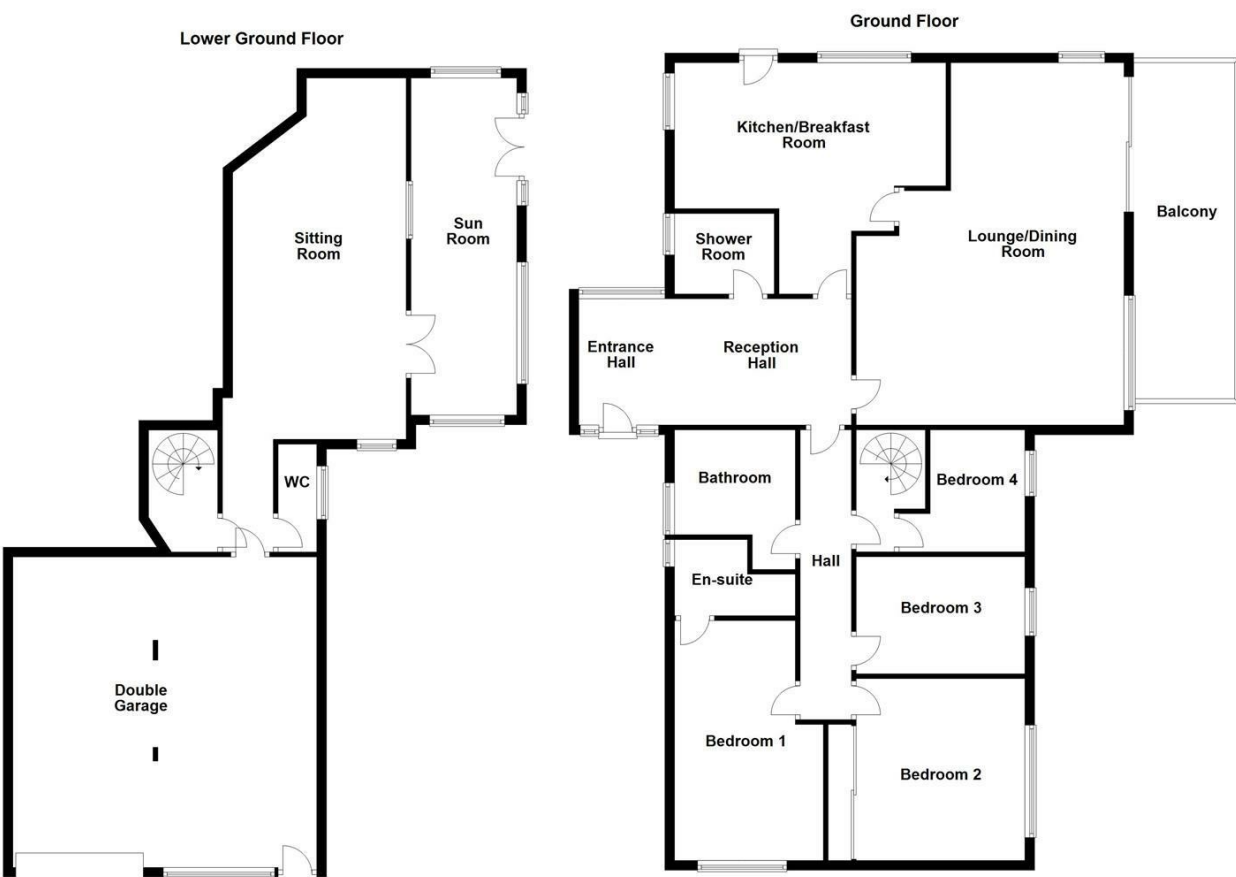 Lower Ground Floor
Sitting
Room
Sun
Room
WC
Double
Garage
Ground Floor
Kitchen/Breakfast
Room
Balcony
Lounge/Dining
Room
Shower
Room
Entrance
Hall
Reception
Hall
Bathroom
Bedroom 4
Hall
En-suite
Bedroom 3
Bedroom 1
Bedroom 2